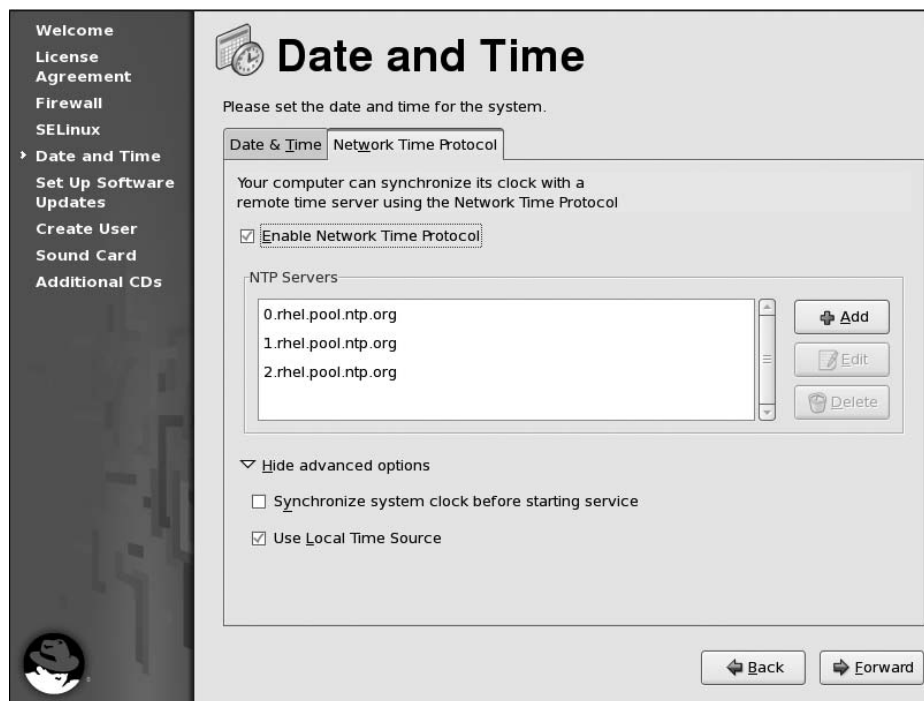 Welcome
License
Agreement
Firewall
SELinux
Date and Time
Set Up Software
Updates
Create User
Sound Card
Additional CDs
Date and Time
Please set the date and time for the system.
Date & Time
Network Time Protocol
Your computer can synchronize its clock with a
remote time server using the Network Time Protocol
Enable Network Time Protocol
NTP Servers
0.rhel.pool.ntp.org
1.rhel.pool.ntp.org
2.rhel.pool.ntp.org
Add
Edit
Delete
Hide advanced options
Synchronize system clock before starting service
Use Local Time Source
Back
Forward